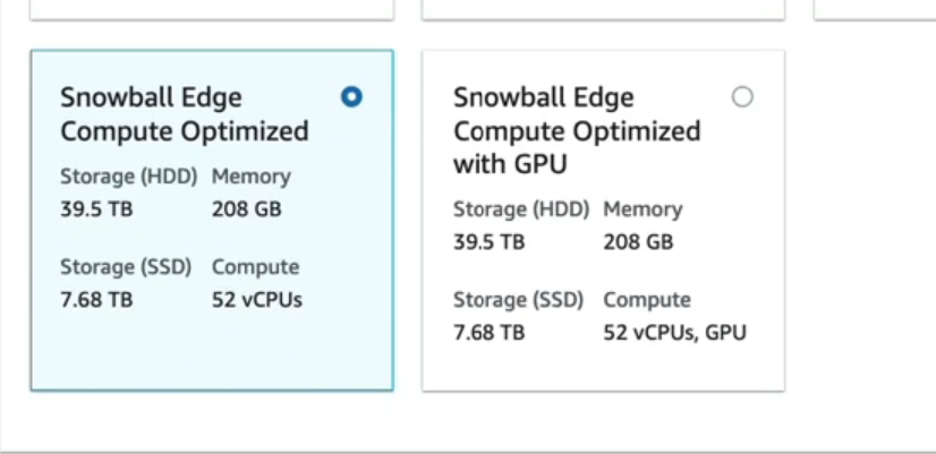 Snowball Edge
Compute Optimized
Storage (HDD) Memory
39.5 TB 208 GB
Storage (SSD) Compute
7.68 TB 52 vCPUs
Snowball Edge
Compute Optimized
with GPU
Storage (HDD) Memory
39.5 TB 208 GB
Storage (SSD) Compute
7.68 TB 52 vCPUs, GPU